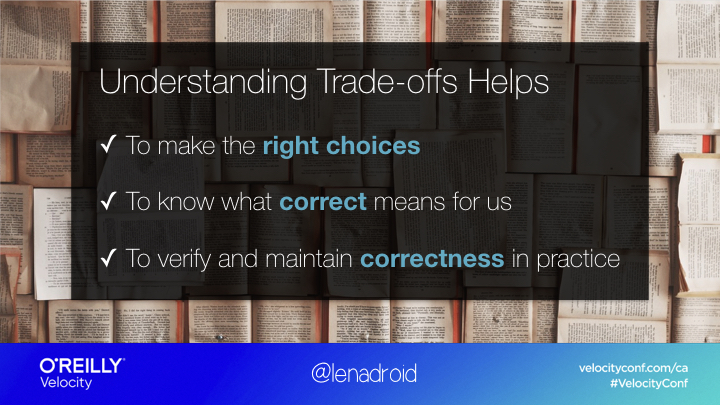 Understanding Trade-offs Helps
✓ To make the right choices
✓ To know what correct means for us
✓ To verify and maintain correctness in practice
O'REILLY®
Velocity
@lenadroid
velocityconf.com/ca
#VelocityConf